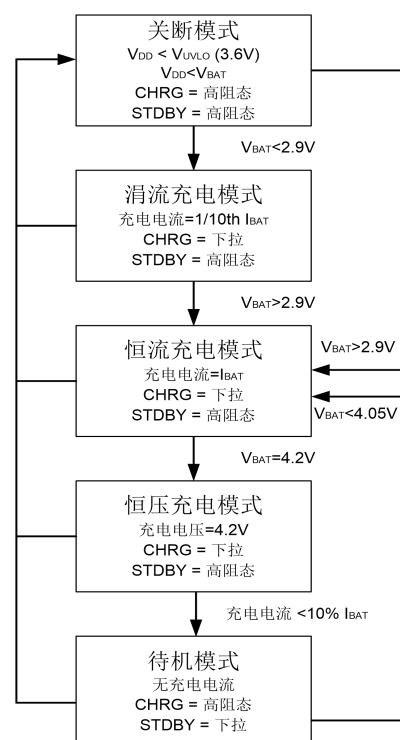 关断模式
VDD < VUVLO (3.6V)
VDD<VBAT
CHRG = 高阻态
STDBY = 高阻态
VBAT<2.9V
涓流充电模式
充电电流=1/10th IBAT
CHRG = 下拉
STDBY = 高阻态
VBAT>2.9V
恒流充电模式
充电电流=IBAT
CHRG = 下拉
STDBY = 高阻态
VBAT>2.9V
VBAT<4.05V
VBAT=4.2V
恒压充电模式
充电电压=4.2V
CHRG = 下拉
STDBY = 高阻态
充电电流 <10% IBAT
待机模式
无充电电流
CHRG = 高阻态
STDBY = 下拉